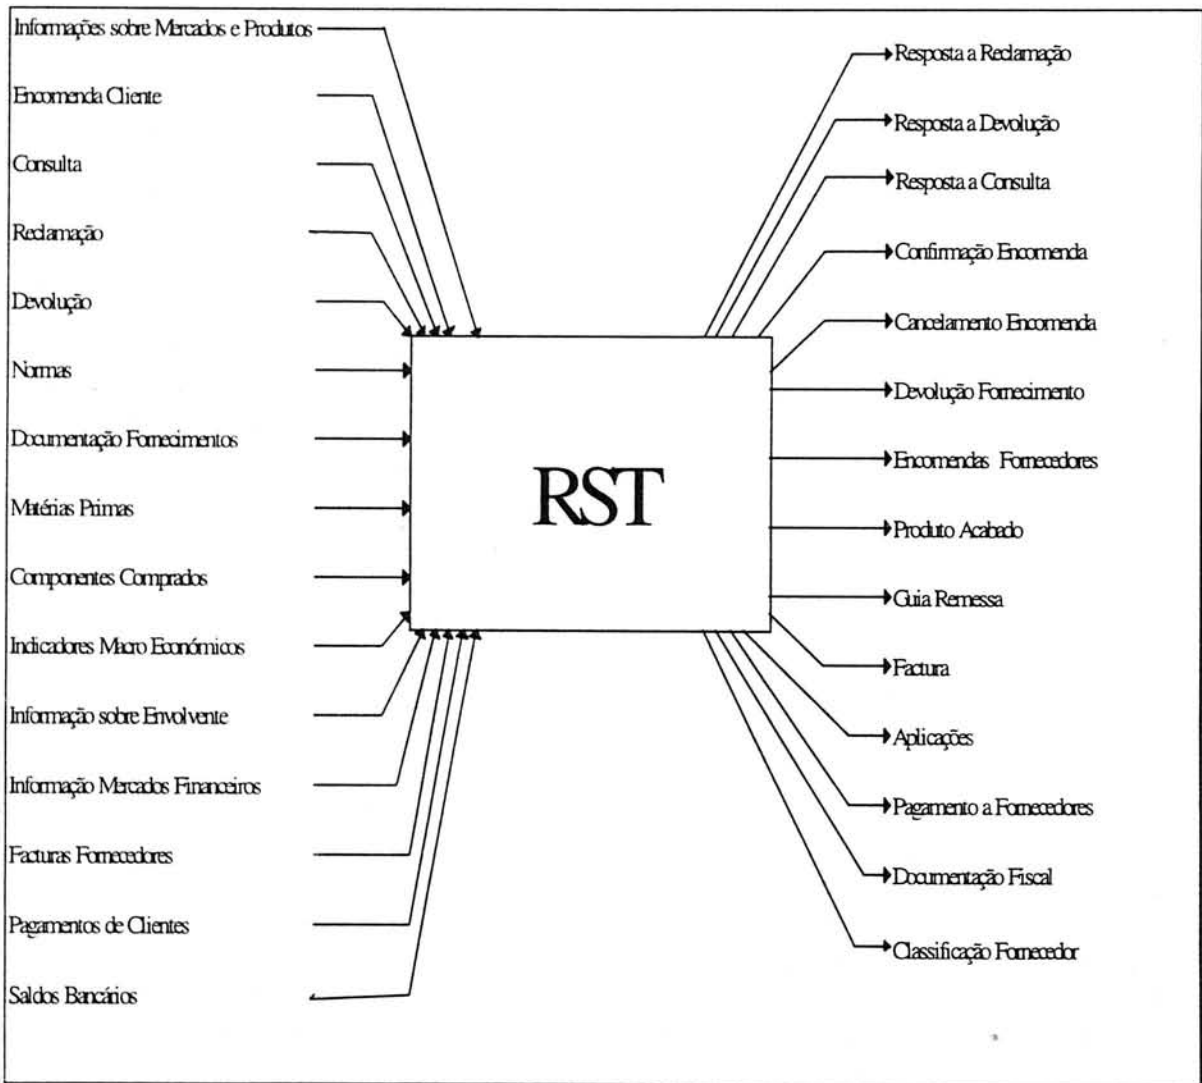 Informações sobre Mercados e Produtos
Encomenda Cliente
Consulta
Reclamação
Devolução
Normas
Documentação Fornecimentos
Matérias Primas
Componentes Comprados
Indicadores Macro Económicos
Informação sobre Envolvente
Informação Mercados Financeiros
Facturas Fornecedores
Pagamentos de Clientes
Saldos Bancários
RST
Resposta a Reclamação
Resposta a Devolução
Resposta a Consulta
Confirmação Encomenda
Cancelamento Encomenda
Devolução Fornecimento
Encomendas Fornecedores
Produto Acabado
Guia Remessa
Factura
Aplicações
Pagamento a Fornecedores
Documentação Fiscal
Classificação Fornecedor